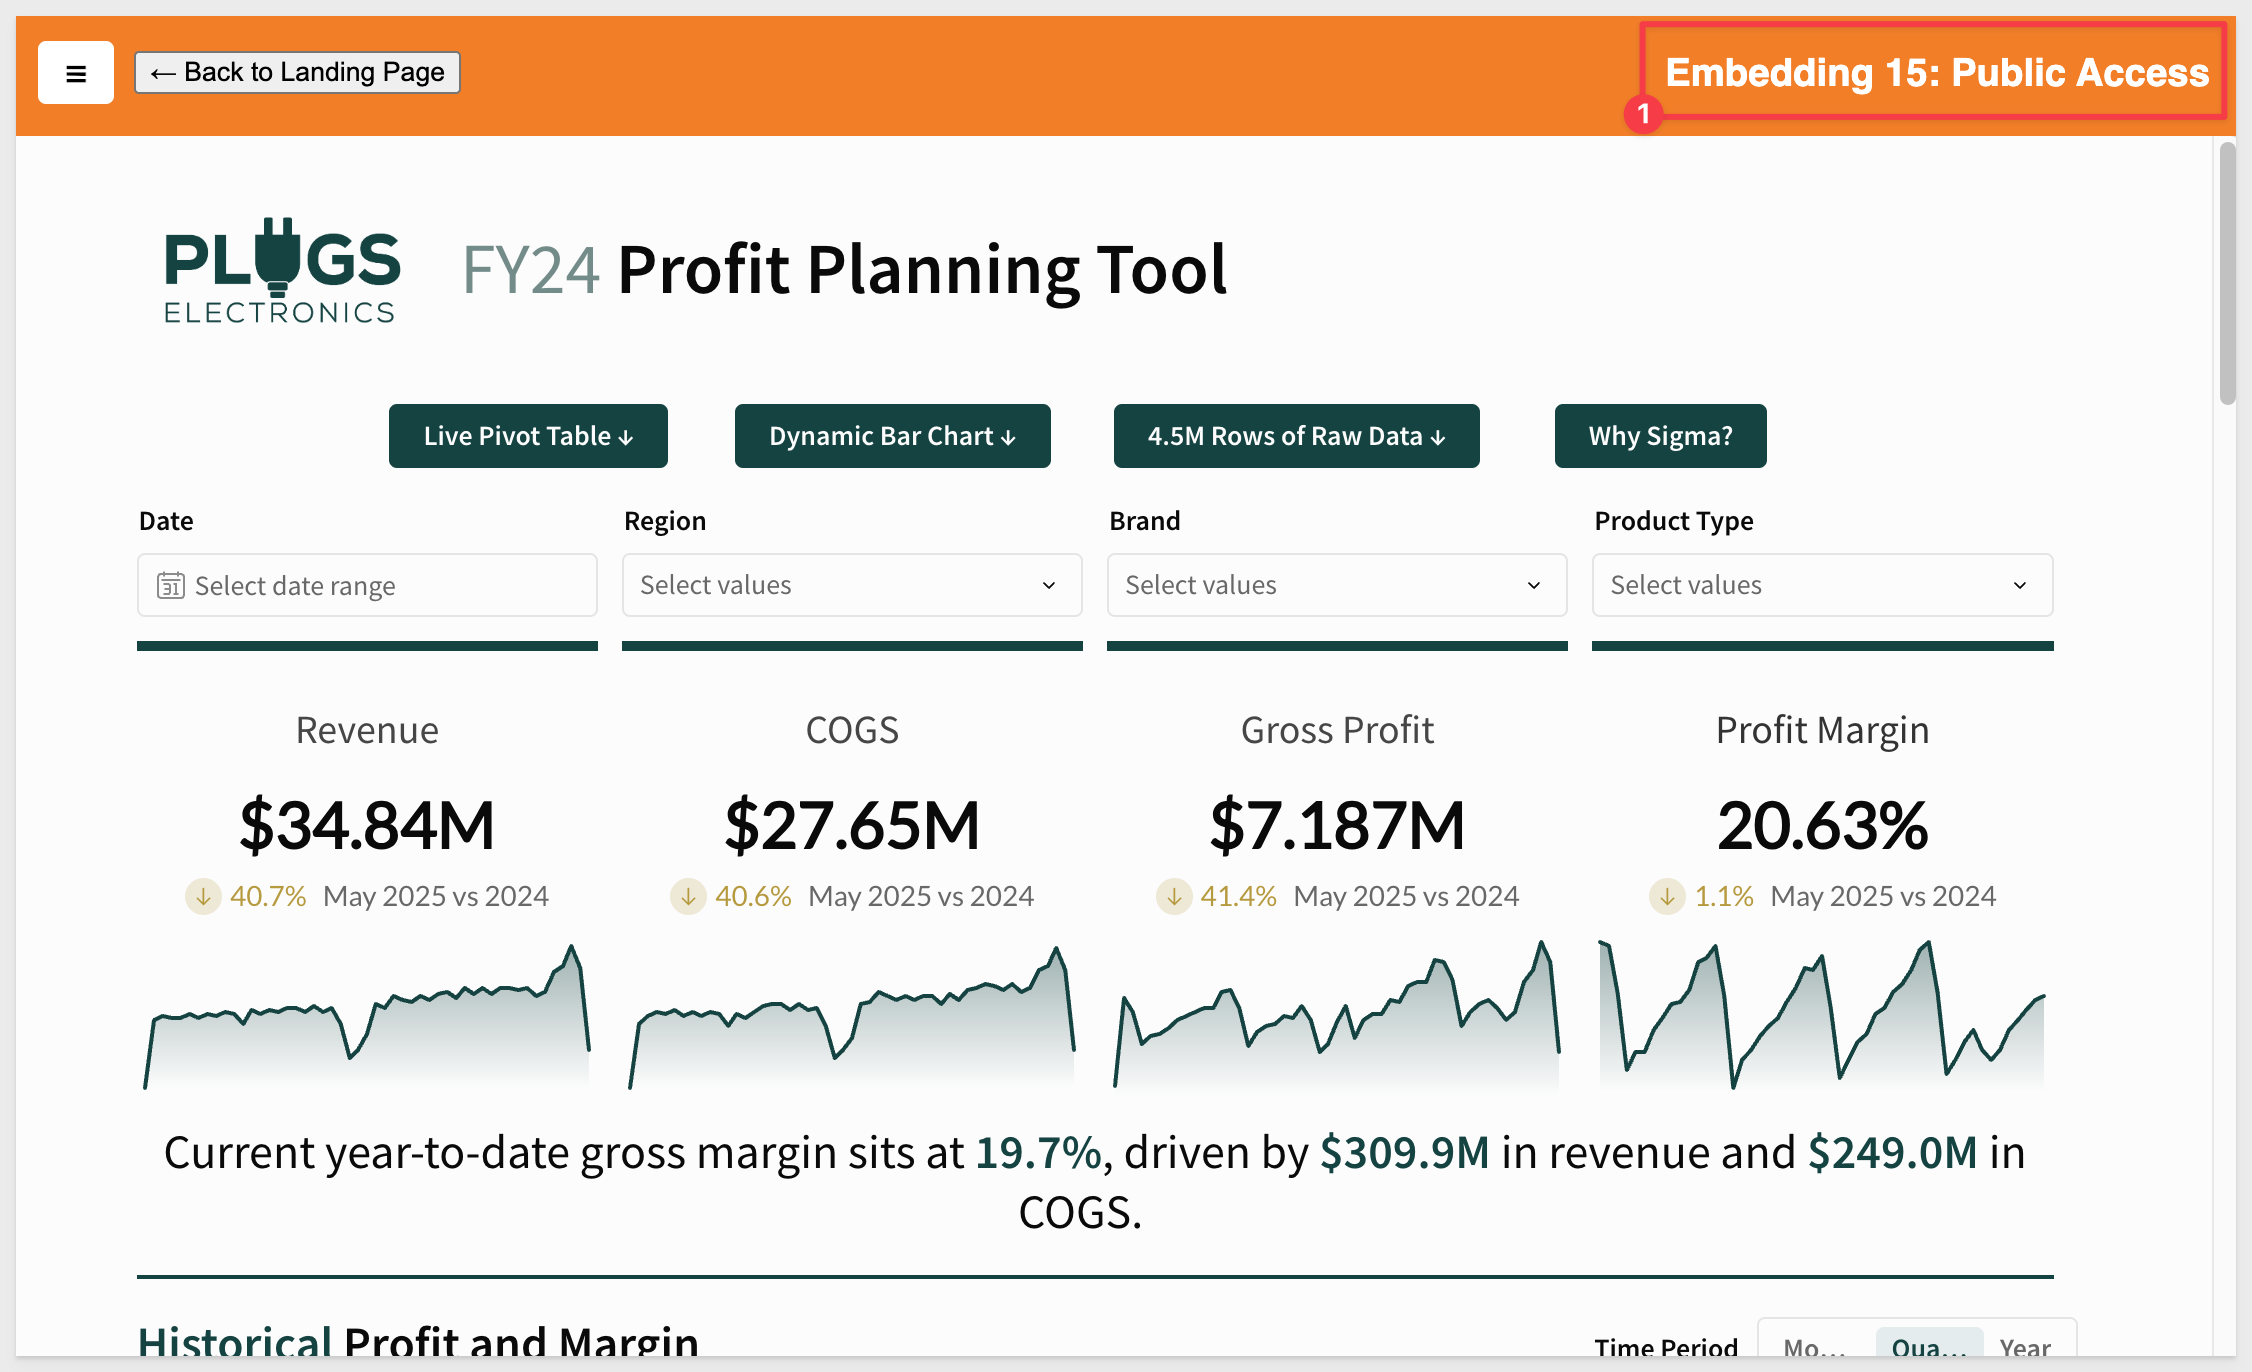 ≡
← Back to Landing Page
Embedding 15: Public Access
1
PLUGS
ELECTRONICS
FY24 Profit Planning Tool
Live Pivot Table ↓
Dynamic Bar Chart ↓
4.5M Rows of Raw Data ↓
Why Sigma?
Date
Region
Brand
Product Type
31 Select date range
Select values
Select values
Select values
Revenue
COGS
Gross Profit
Profit Margin
$34.84M
$27.65M
$7.187M
20.63%
↓ 40.7% May 2025 vs 2024
↓ 40.6% May 2025 vs 2024
↓ 41.4% May 2025 vs 2024
↓ 1.1% May 2025 vs 2024
Current year-to-date gross margin sits at 19.7%, driven by $309.9M in revenue and $249.0M in
COGS.
Historical Profit and Margin
Time Period
Mo...
Qua...
Year